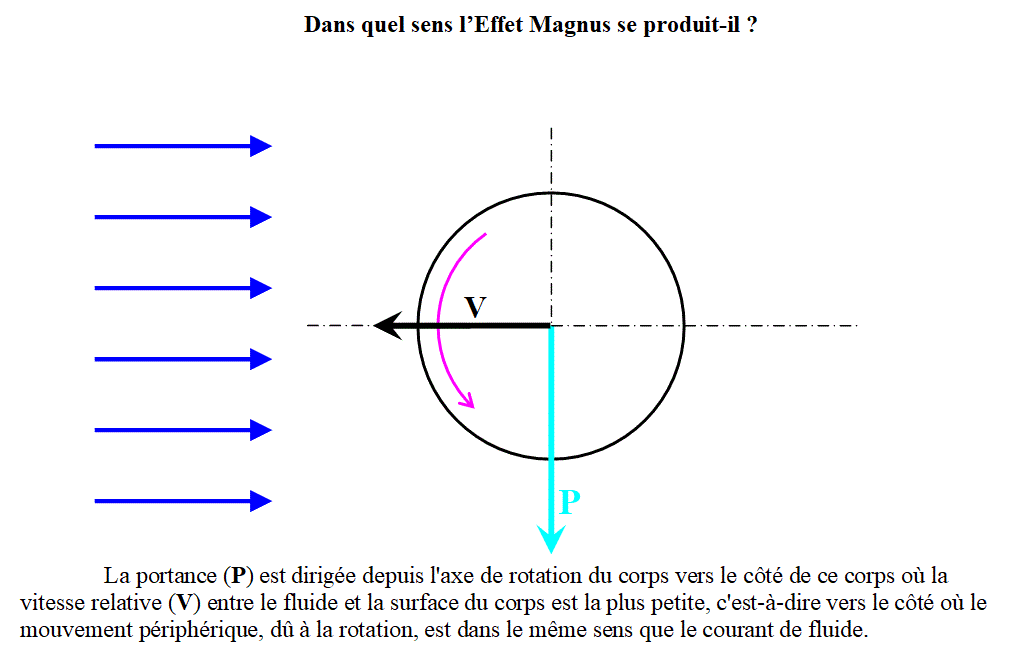 Dans quel sens l’Effet Magnus se produit-il ?
V
P
La portance (P) est dirigée depuis l'axe de rotation du corps vers le côté de ce corps où la
vitesse relative (V) entre le fluide et la surface du corps est la plus petite, c'est-à-dire vers le côté où le
mouvement périphérique, dû à la rotation, est dans le même sens que le courant de fluide.